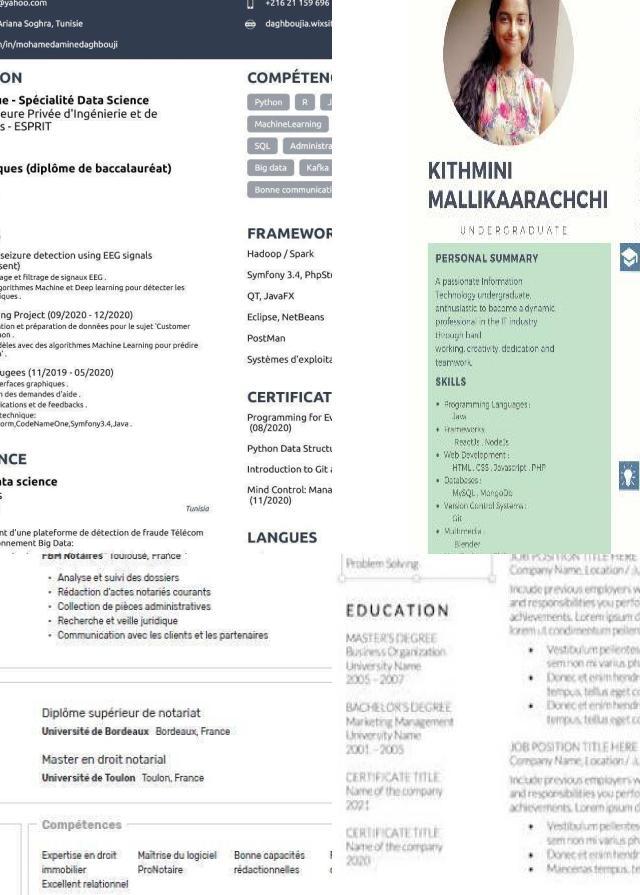 @yahoo.com
Ariana Soghra, Tunisie
/in/mohamedaminedaghbouji
+216 21 159 696
daghboujia.wixsit
ON
ue - Spécialité Data Science
eure Privée d'Ingénierie et de
s - ESPRIT
ques (diplôme de baccalauréat)
seizure detection using EEG signals
sent)
age et filtrage de signaux EEG .
gorithmes Machine et Deep learning pour détecter les
iques .
ng Project (09/2020 - 12/2020)
tion et préparation de données pour le sujet 'Customer
non .
dèles avec des algorithmes Machine Learning pour prédire
n' .
ugees (11/2019 - 05/2020)
erfaces graphiques .
n des demandes d'aide .
ications et de feedbacks .
technique:
orm,CodeNameOne,Symfony3.4,Java .
NCE
ata science
s
Tunisie
nt d'une plateforme de détection de fraude Télécom
onnement Big Data:
COMPÉTENC
Python R J
MachineLearning
SQL Administra
Big data Kafka
Bonne communicati
FRAMEWOR
Hadoop / Spark
Symfony 3.4, PhpSt
QT, JavaFX
Eclipse, NetBeans
PostMan
Systèmes d'exploita
CERTIFICAT
Programming for Ev
(08/2020)
Python Data Structu
Introduction to Git a
Mind Control: Mana
(11/2020)
LANGUES
KITHMINI
MALLIKAARACHCHI
UNDERGRADUATE
PERSONAL SUMMARY
A passionate Information
Technology undergraduate,
enthusiastic to become a dynamic
professional in the IT industry
through hard
working, creativity, dedication and
teamwork.
SKILLS
• Programming Languages :
Java
• Frameworks
ReactJs , NodeJs
• Web Development :
HTML , CSS , Javascript , PHP
• Databases :
MySQL , MongoDb
• Version Control Systems :
Git
• Multimedia :
Blender
FBM Notaires Toulouse, France
• Analyse et suivi des dossiers
• Rédaction d'actes notariés courants
• Collection de pièces administratives
• Recherche et veille juridique
• Communication avec les clients et les partenaires
Diplôme supérieur de notariat
Université de Bordeaux Bordeaux, France
Master en droit notarial
Université de Toulon Toulon, France
Compétences
Expertise en droit Maîtrise du logiciel Bonne capacités
immobilier ProNotaire rédactionnelles
Excellent relationnel
Problem Solving
EDUCATION
MASTER'S DEGREE
Business Organization
University Name
2005 - 2007
BACHELOR'S DEGREE
Marketing Management
University Name
2001 - 2005
CERTIFICATE TITLE
Name of the company
2021
CERTIFICATE TITLE
Name of the company
2020
JOB POSITION TITLE HERE
Company Name, Location /
Include previous employers w
and responsibilities you perfo
achievements. Lorem ipsum d
lorem ut condimentum pellen
• Vestibulum pellentes
sem non mi varius ph
• Donec et enim hendr
tempus, tellus eget co
• Donec et enim hendr
tempus, tellus eget co
JOB POSITION TITLE HERE
Company Name, Location /
Include previous employers w
and responsibilities you perfo
achievements. Lorem ipsum d
• Vestibulum pellentes
sem non mi varius ph
• Donec et enim hendr
• Maecenas tempus, te